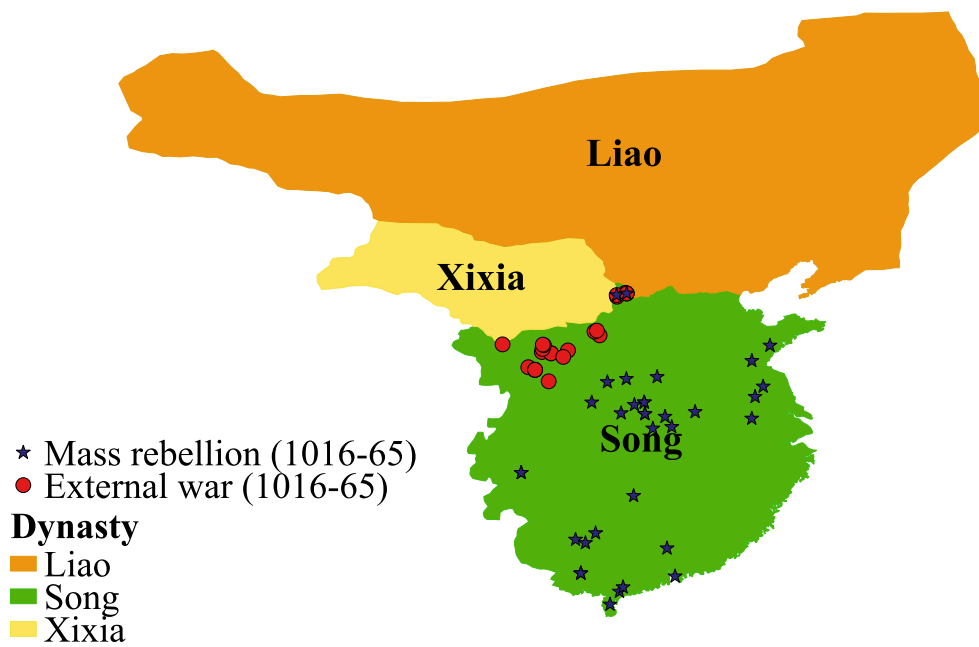 Liao
Xixia
Song
Mass rebellion (1016-65)
External war (1016-65)
Dynasty
Liao
Song
Xixia